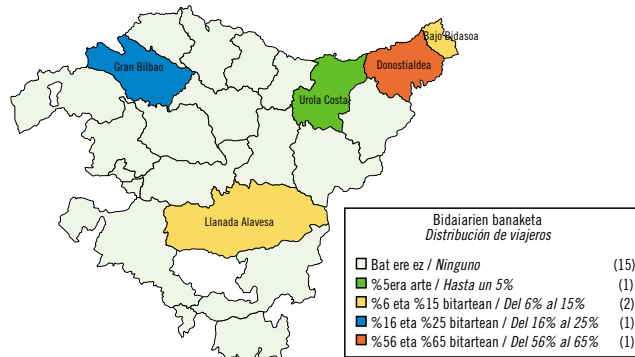 Bajo Bidasoa
Gran Bilbao
Donostialdea
Urola Costa
Llanada Alavesa
Bidaiarien banaketa
Distribución de viajeros
Bat ere ez / Ninguno (15)
%5era arte / Hasta un 5% (1)
%6 eta %15 bitartean / Del 6% al 15% (2)
%16 eta %25 bitartean / Del 16% al 25% (1)
%56 eta %65 bitartean / Del 56% al 65% (1)